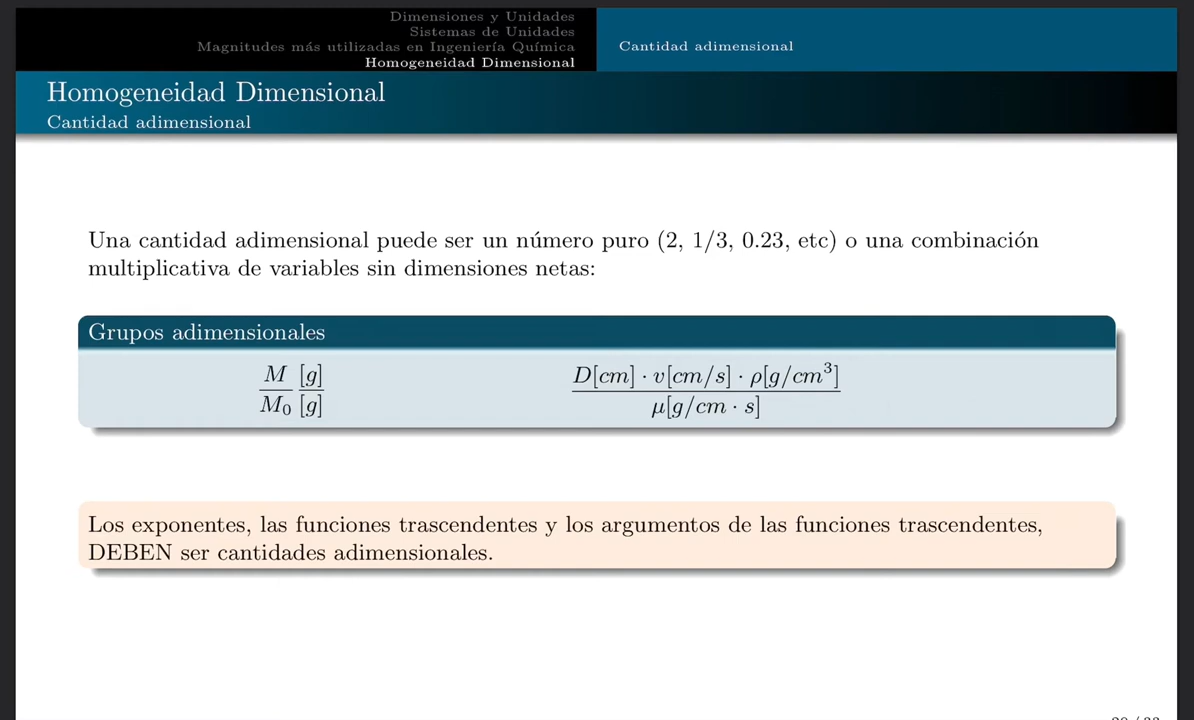 Dimensiones y Unidades
Sistemas de Unidades
Magnitudes más utilizadas en Ingeniería Química
Homogeneidad Dimensional
Cantidad adimensional
Homogeneidad Dimensional
Cantidad adimensional
Una cantidad adimensional puede ser un número puro (2, 1/3, 0.23, etc) o una combinación
multiplicativa de variables sin dimensiones netas:
Grupos adimensionales
M [g]
M₀ [g]
D[cm] · v[cm/s] · ρ[g/cm³]
μ[g/cm · s]
Los exponentes, las funciones trascendentes y los argumentos de las funciones trascendentes,
DEBEN ser cantidades adimensionales.